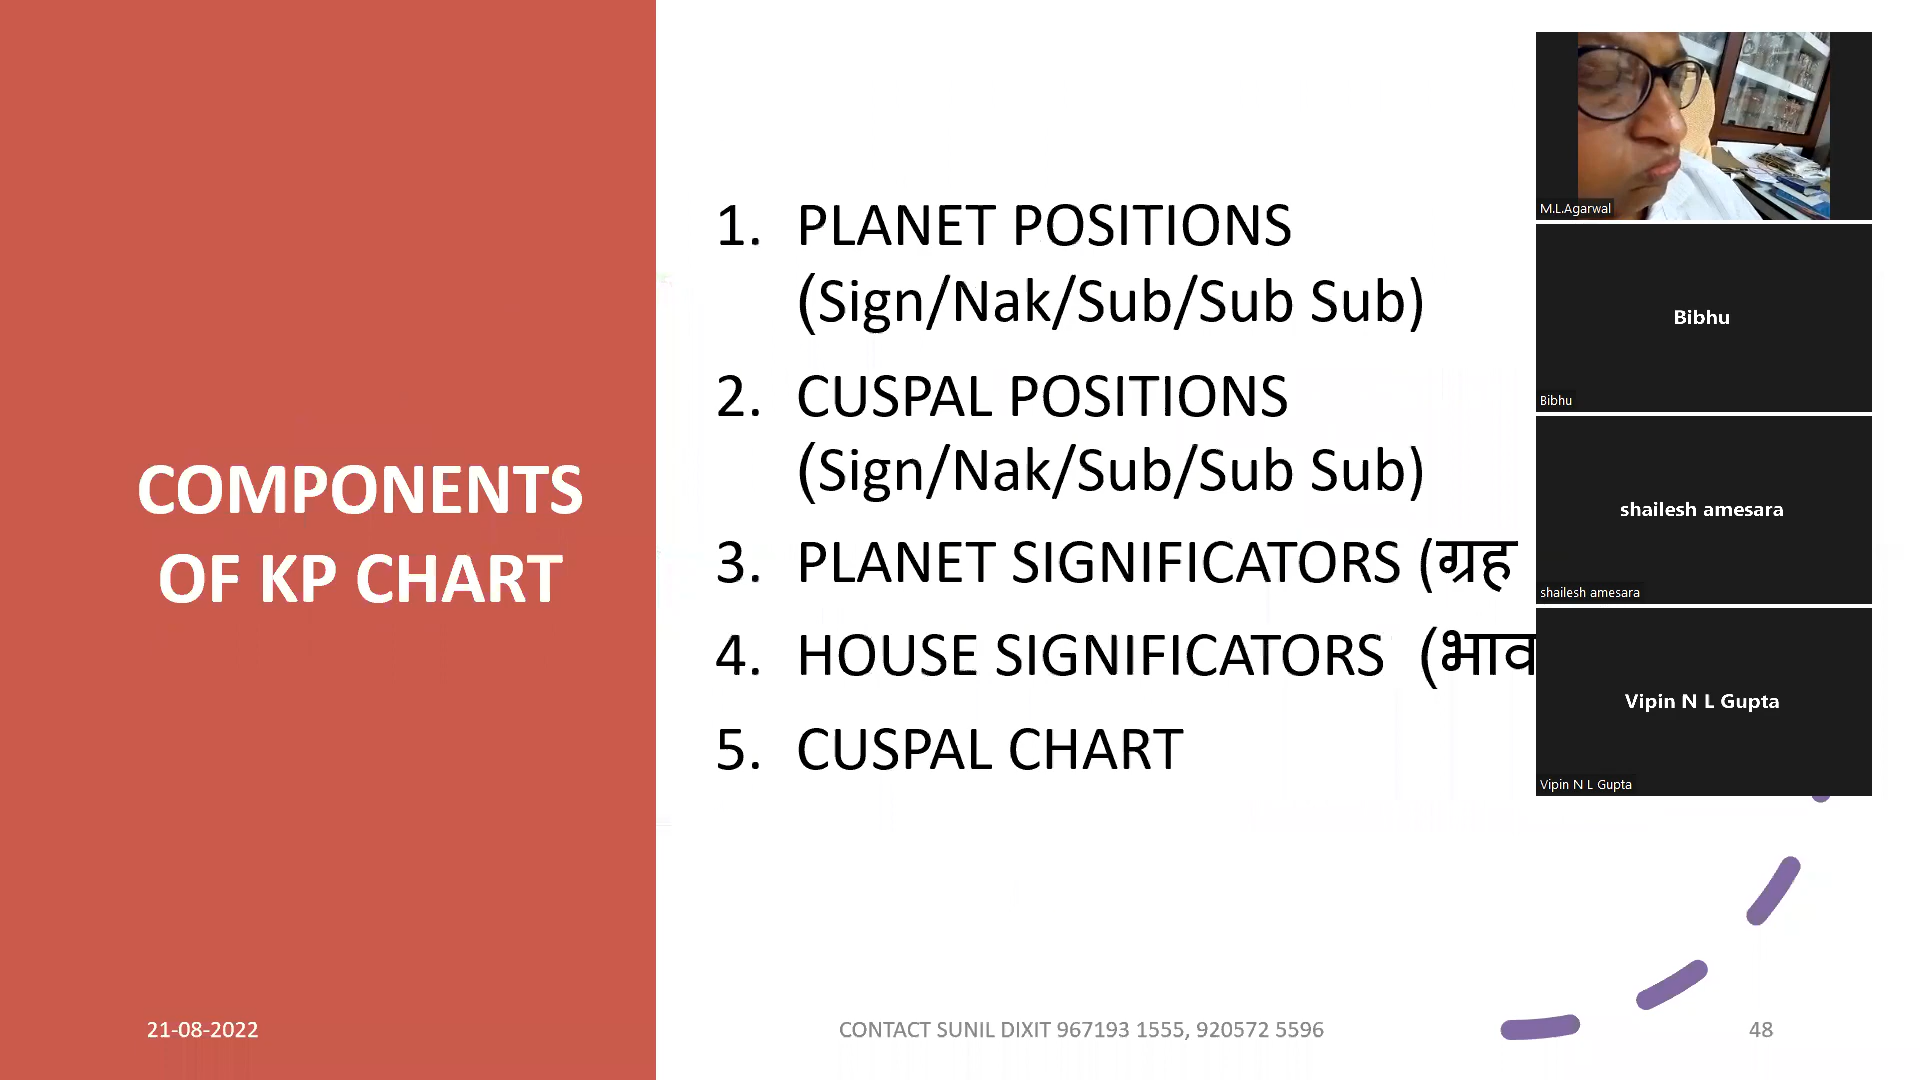 COMPONENTS
OF KP CHART
1. PLANET POSITIONS
(Sign/Nak/Sub/Sub Sub)
2. CUSPAL POSITIONS
(Sign/Nak/Sub/Sub Sub)
3. PLANET SIGNIFICATORS (ग्रह
4. HOUSE SIGNIFICATORS (भाव
5. CUSPAL CHART
21-08-2022
CONTACT SUNIL DIXIT 967193 1555, 920572 5596
48
M.L.Agarwal
Bibhu
Bibhu
shailesh amesara
shailesh amesara
Vipin N L Gupta
Vipin N L Gupta